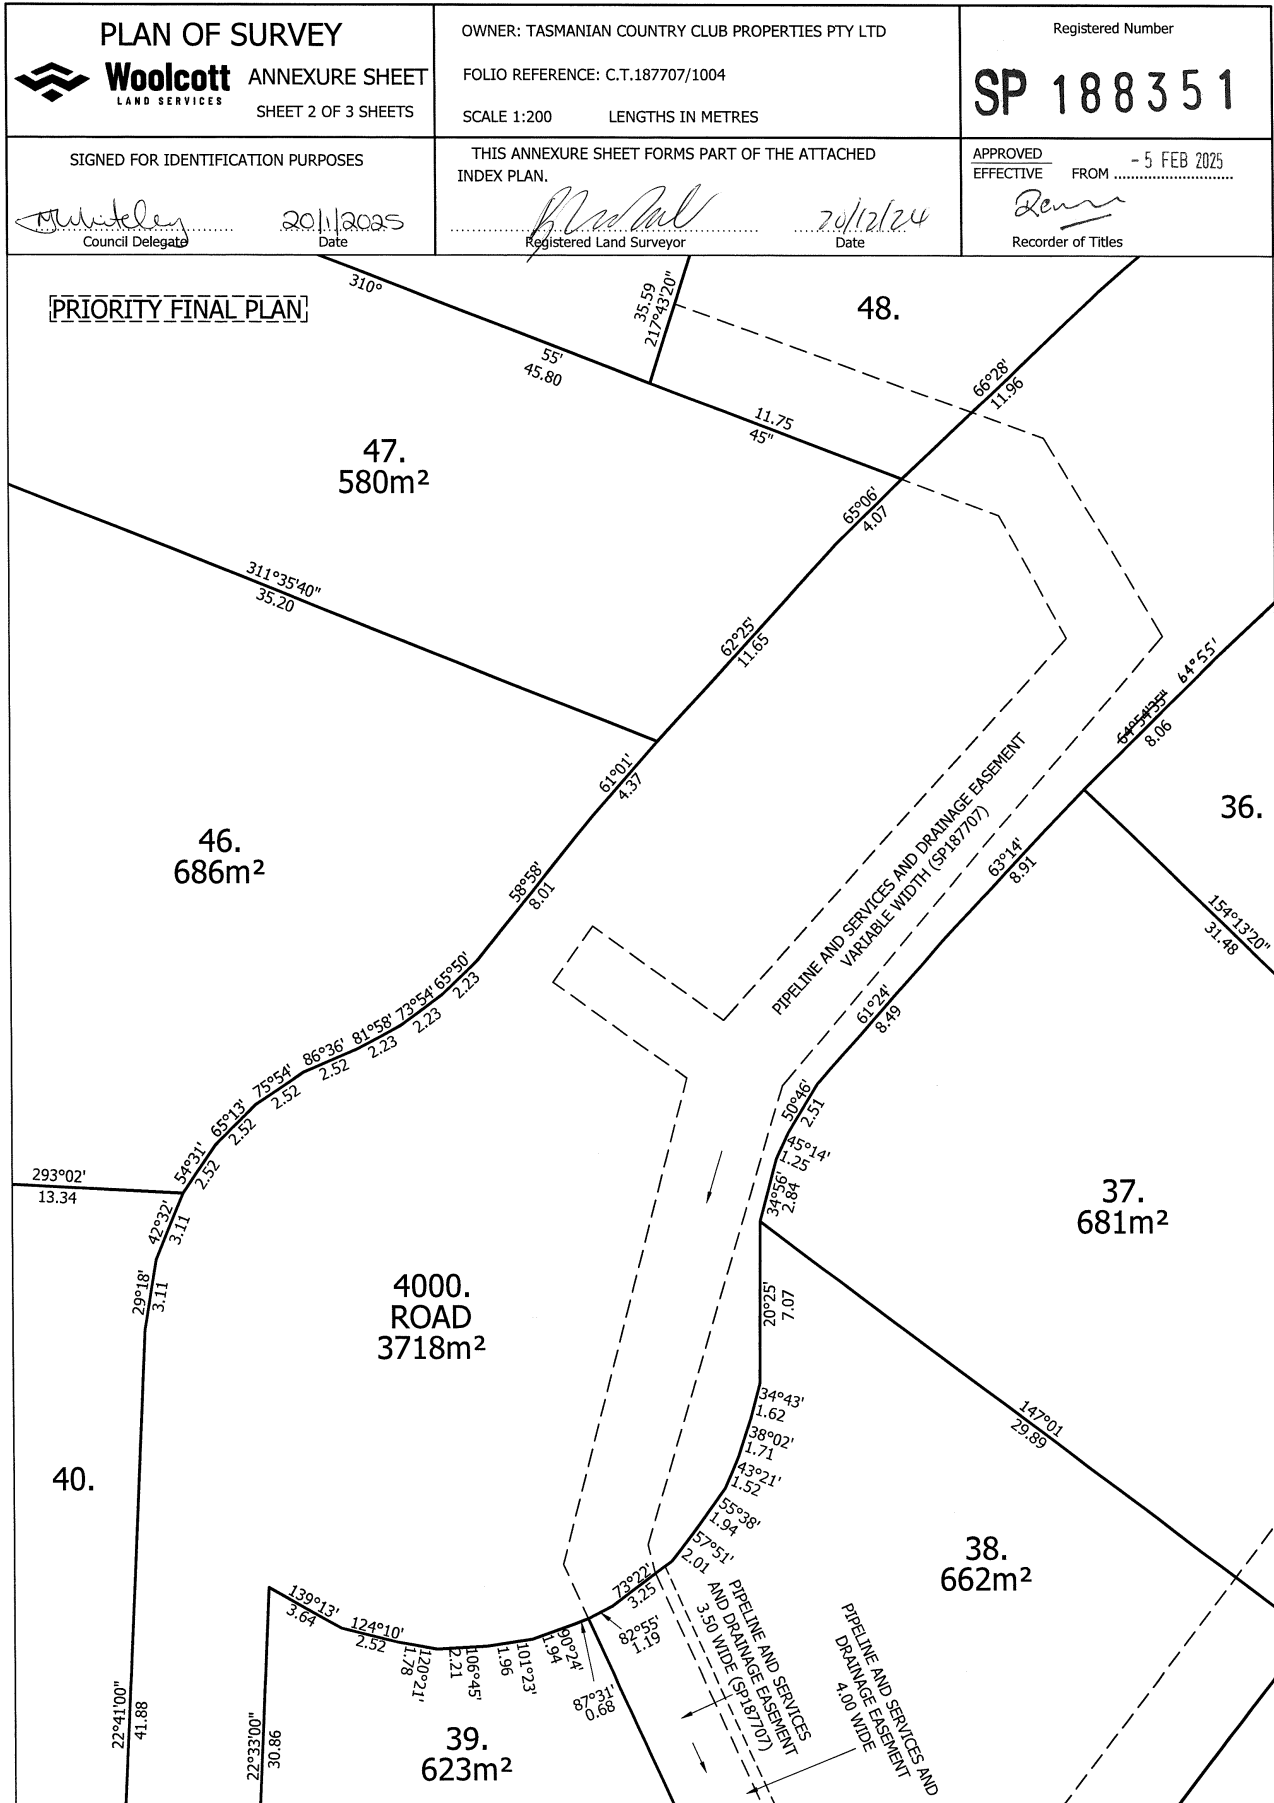 PLAN OF SURVEY
Woolcott
LAND SERVICES
ANNEXURE SHEET
SHEET 2 OF 3 SHEETS
OWNER: TASMANIAN COUNTRY CLUB PROPERTIES PTY LTD
FOLIO REFERENCE: C.T.187707/1004
SCALE 1:200 LENGTHS IN METRES
Registered Number
SP 188351
SIGNED FOR IDENTIFICATION PURPOSES
20/1/2025
Council Delegate Date
THIS ANNEXURE SHEET FORMS PART OF THE ATTACHED
INDEX PLAN.
20/12/24
Registered Land Surveyor Date
APPROVED
EFFECTIVE FROM - 5 FEB 2025
Recorder of Titles
PRIORITY FINAL PLAN
310°
55'
45.80
35.59
217°43'20"
48.
11.75
45"
66°28'
11.96
47.
580m²
65°06'
4.07
311°35'40"
35.20
62°25'
11.65
64°54'35" 64°55'
8.06
61°01'
4.37
36.
46.
686m²
PIPELINE AND SERVICES AND DRAINAGE EASEMENT
VARIABLE WIDTH (SP187707)
63°14'
8.91
58°58'
8.01
154°13'20"
31.48
61°24'
8.49
65°50'
2.23
73°54'
2.23
81°58'
2.23
86°36'
2.52
75°54'
2.52
65°13'
2.52
54°31'
2.52
50°46'
2.51
45°14'
1.25
34°56'
2.84
293°02'
13.34
42°32'
3.11
29°18'
3.11
37.
681m²
4000.
ROAD
3718m²
20°25'
7.07
34°43'
1.62
38°02'
1.71
43°21'
1.52
55°38'
1.94
57°51'
2.01
147°01
29.89
40.
38.
662m²
73°22'
3.25
82°55'
1.19
87°31'
0.68
90°24'
1.94
101°23'
1.96
106°45'
2.21
120°21'
1.78
124°10'
2.52
139°13'
3.64
PIPELINE AND SERVICES
AND DRAINAGE EASEMENT
3.50 WIDE (SP187707)
PIPELINE AND SERVICES AND
DRAINAGE EASEMENT
4.00 WIDE
22°41'00"
41.88
22°33'00"
30.86
39.
623m²